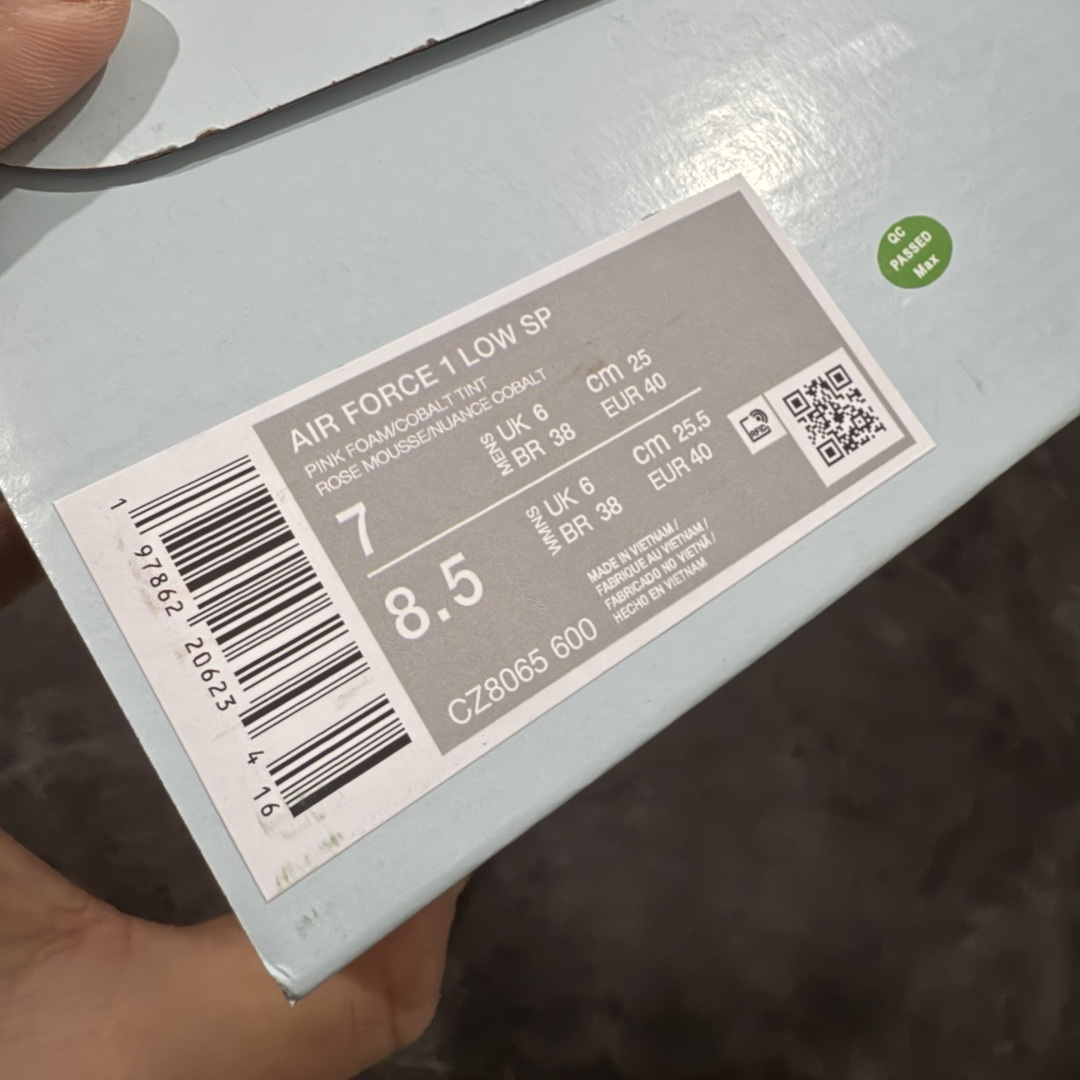 AIR FORCE 1 LOW SP
PINK FOAM/COBALT TINT
ROSE MOUSSE/NUANCE COBALT
7
MENS
UK 6
BR 38
cm 25
EUR 40
8.5
WMNS
UK 6
BR 38
cm 25.5
EUR 40
CZ8065 600
MADE IN VIETNAM /
FABRIQUE AU VIETNAM /
FABRICADO NO VIETNÃ /
HECHO EN VIETNAM
RFID
1 97862 20623 4 16
QC
PASSED
Max